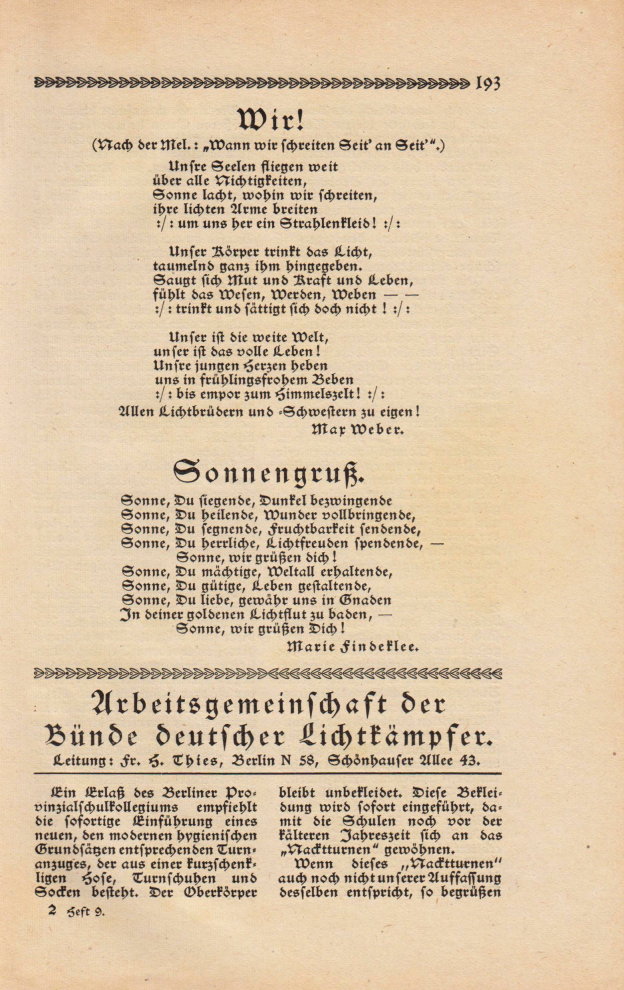 193
Wir!
(Nach der Mel.: „Wann wir schreiten Seit' an Seit'“.)
Unsre Seelen fliegen weit
über alle Nichtigkeiten,
Sonne lacht, wohin wir schreiten,
ihre lichten Arme breiten
:/: um uns her ein Strahlenkleid! :/:
Unser Körper trinkt das Licht,
taumelnd ganz ihm hingegeben.
Saugt sich Mut und Kraft und Leben,
fühlt das Wesen, Werden, Weben — —
:/: trinkt und sättigt sich doch nicht! :/:
Unser ist die weite Welt,
unser ist das volle Leben!
Unsre jungen Herzen heben
uns in frühlingsfrohem Beben
:/: bis empor zum Himmelszelt! :/:
Allen Lichtbrüdern und -Schwestern zu eigen!
Max Weber.
Sonnengruß.
Sonne, Du siegende, Dunkel bezwingende
Sonne, Du heilende, Wunder vollbringende,
Sonne, Du segnende, Fruchtbarkeit sendende,
Sonne, Du herrliche, Lichtfreuden spendende, —
Sonne, wir grüßen dich!
Sonne, Du mächtige, Weltall erhaltende,
Sonne, Du gütige, Leben gestaltende,
Sonne, Du liebe, gewähr uns in Gnaden
In deiner goldenen Lichtflut zu baden, —
Sonne, wir grüßen Dich!
Marie Findeklee.
Arbeitsgemeinschaft der
Bünde deutscher Lichtkämpfer.
Leitung: Fr. H. Thies, Berlin N 58, Schönhauser Allee 43.
Ein Erlaß des Berliner Pro-
vinzialschulkollegiums empfiehlt
die sofortige Einführung eines
neuen, den modernen hygienischen
Grundsätzen entsprechenden Turn-
anzuges, der aus einer kurzschenk-
ligen Hose, Turnschuhen und
Socken besteht. Der Oberkörper
bleibt unbekleidet. Diese Beklei-
dung wird sofort eingeführt, da-
mit die Schulen noch vor der
kälteren Jahreszeit sich an das
„Nacktturnen“ gewöhnen.
Wenn dieses „Nacktturnen“
auch noch nicht unserer Auffassung
desselben entspricht, so begrüßen
2 Heft 9.